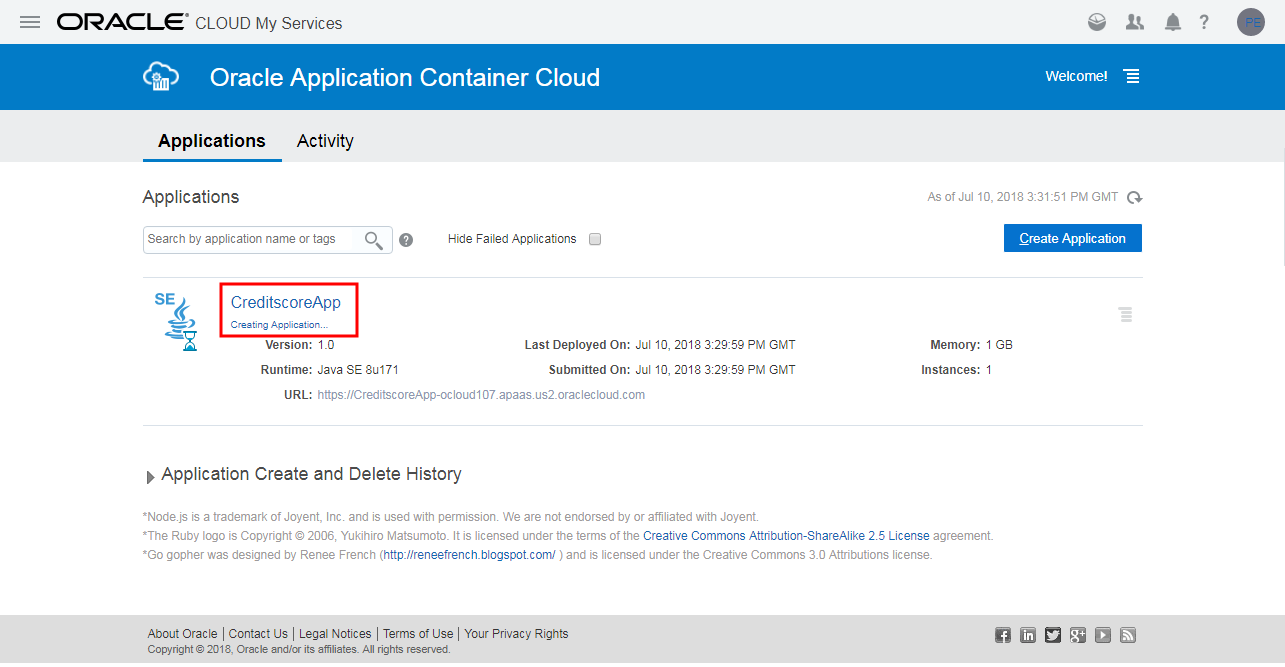 ORACLE® CLOUD My Services
PE
Oracle Application Container Cloud
Welcome!
Applications
Activity
Applications
As of Jul 10, 2018 3:31:51 PM GMT
Search by application name or tags
Hide Failed Applications
Create Application
SE
CreditscoreApp
Creating Application...
Version: 1.0
Last Deployed On: Jul 10, 2018 3:29:59 PM GMT
Memory: 1 GB
Runtime: Java SE 8u171
Submitted On: Jul 10, 2018 3:29:59 PM GMT
Instances: 1
URL: https://CreditscoreApp-ocloud107.apaas.us2.oraclecloud.com
Application Create and Delete History
*Node.js is a trademark of Joyent, Inc. and is used with permission. We are not endorsed by or affiliated with Joyent.
*The Ruby logo is Copyright © 2006, Yukihiro Matsumoto. It is licensed under the terms of the Creative Commons Attribution-ShareAlike 2.5 License agreement.
*Go gopher was designed by Renee French (http://reneefrench.blogspot.com/ ) and is licensed under the Creative Commons 3.0 Attributions license.
About Oracle | Contact Us | Legal Notices | Terms of Use | Your Privacy Rights
Copyright © 2018, Oracle and/or its affiliates. All rights reserved.